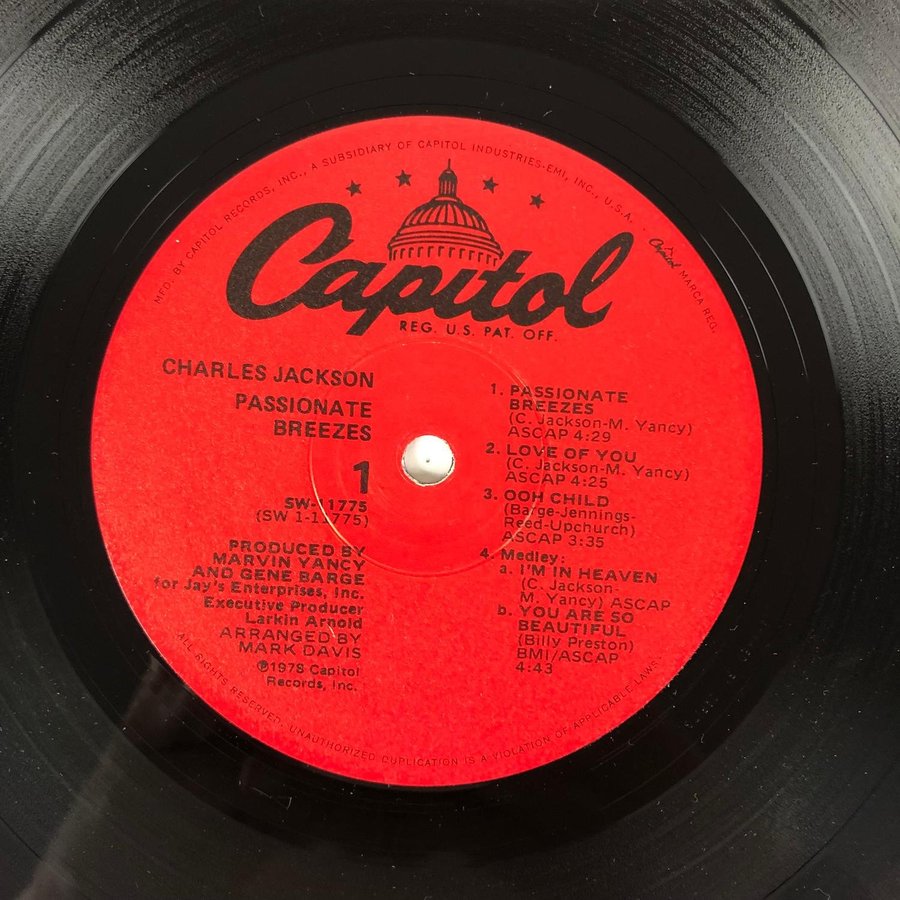 MFD. BY CAPITOL RECORDS, INC., A SUBSIDIARY OF CAPITOL INDUSTRIES-EMI, INC., U.S.A.
Capitol MARCA REG.
Capitol
REG. U.S. PAT. OFF.
CHARLES JACKSON
PASSIONATE
BREEZES
1
SW-11775
(SW 1-11775)
PRODUCED BY
MARVIN YANCY
AND GENE BARGE
for Jay's Enterprises, Inc.
Executive Producer
Larkin Arnold
ARRANGED BY
MARK DAVIS
℗1978 Capitol
Records, Inc.
1. PASSIONATE
BREEZES
(C. Jackson-M. Yancy)
ASCAP 4:29
2. LOVE OF YOU
(C. Jackson-M. Yancy)
ASCAP 4:25
3. OOH CHILD
(Barge-Jennings-
Reed-Upchurch)
ASCAP 3:35
4. Medley:
a. I'M IN HEAVEN
(C. Jackson-
M. Yancy) ASCAP
b. YOU ARE SO
BEAUTIFUL
(Billy Preston)
BMI/ASCAP
4:43
ALL RIGHTS RESERVED. UNAUTHORIZED DUPLICATION IS A VIOLATION OF APPLICABLE LAWS.